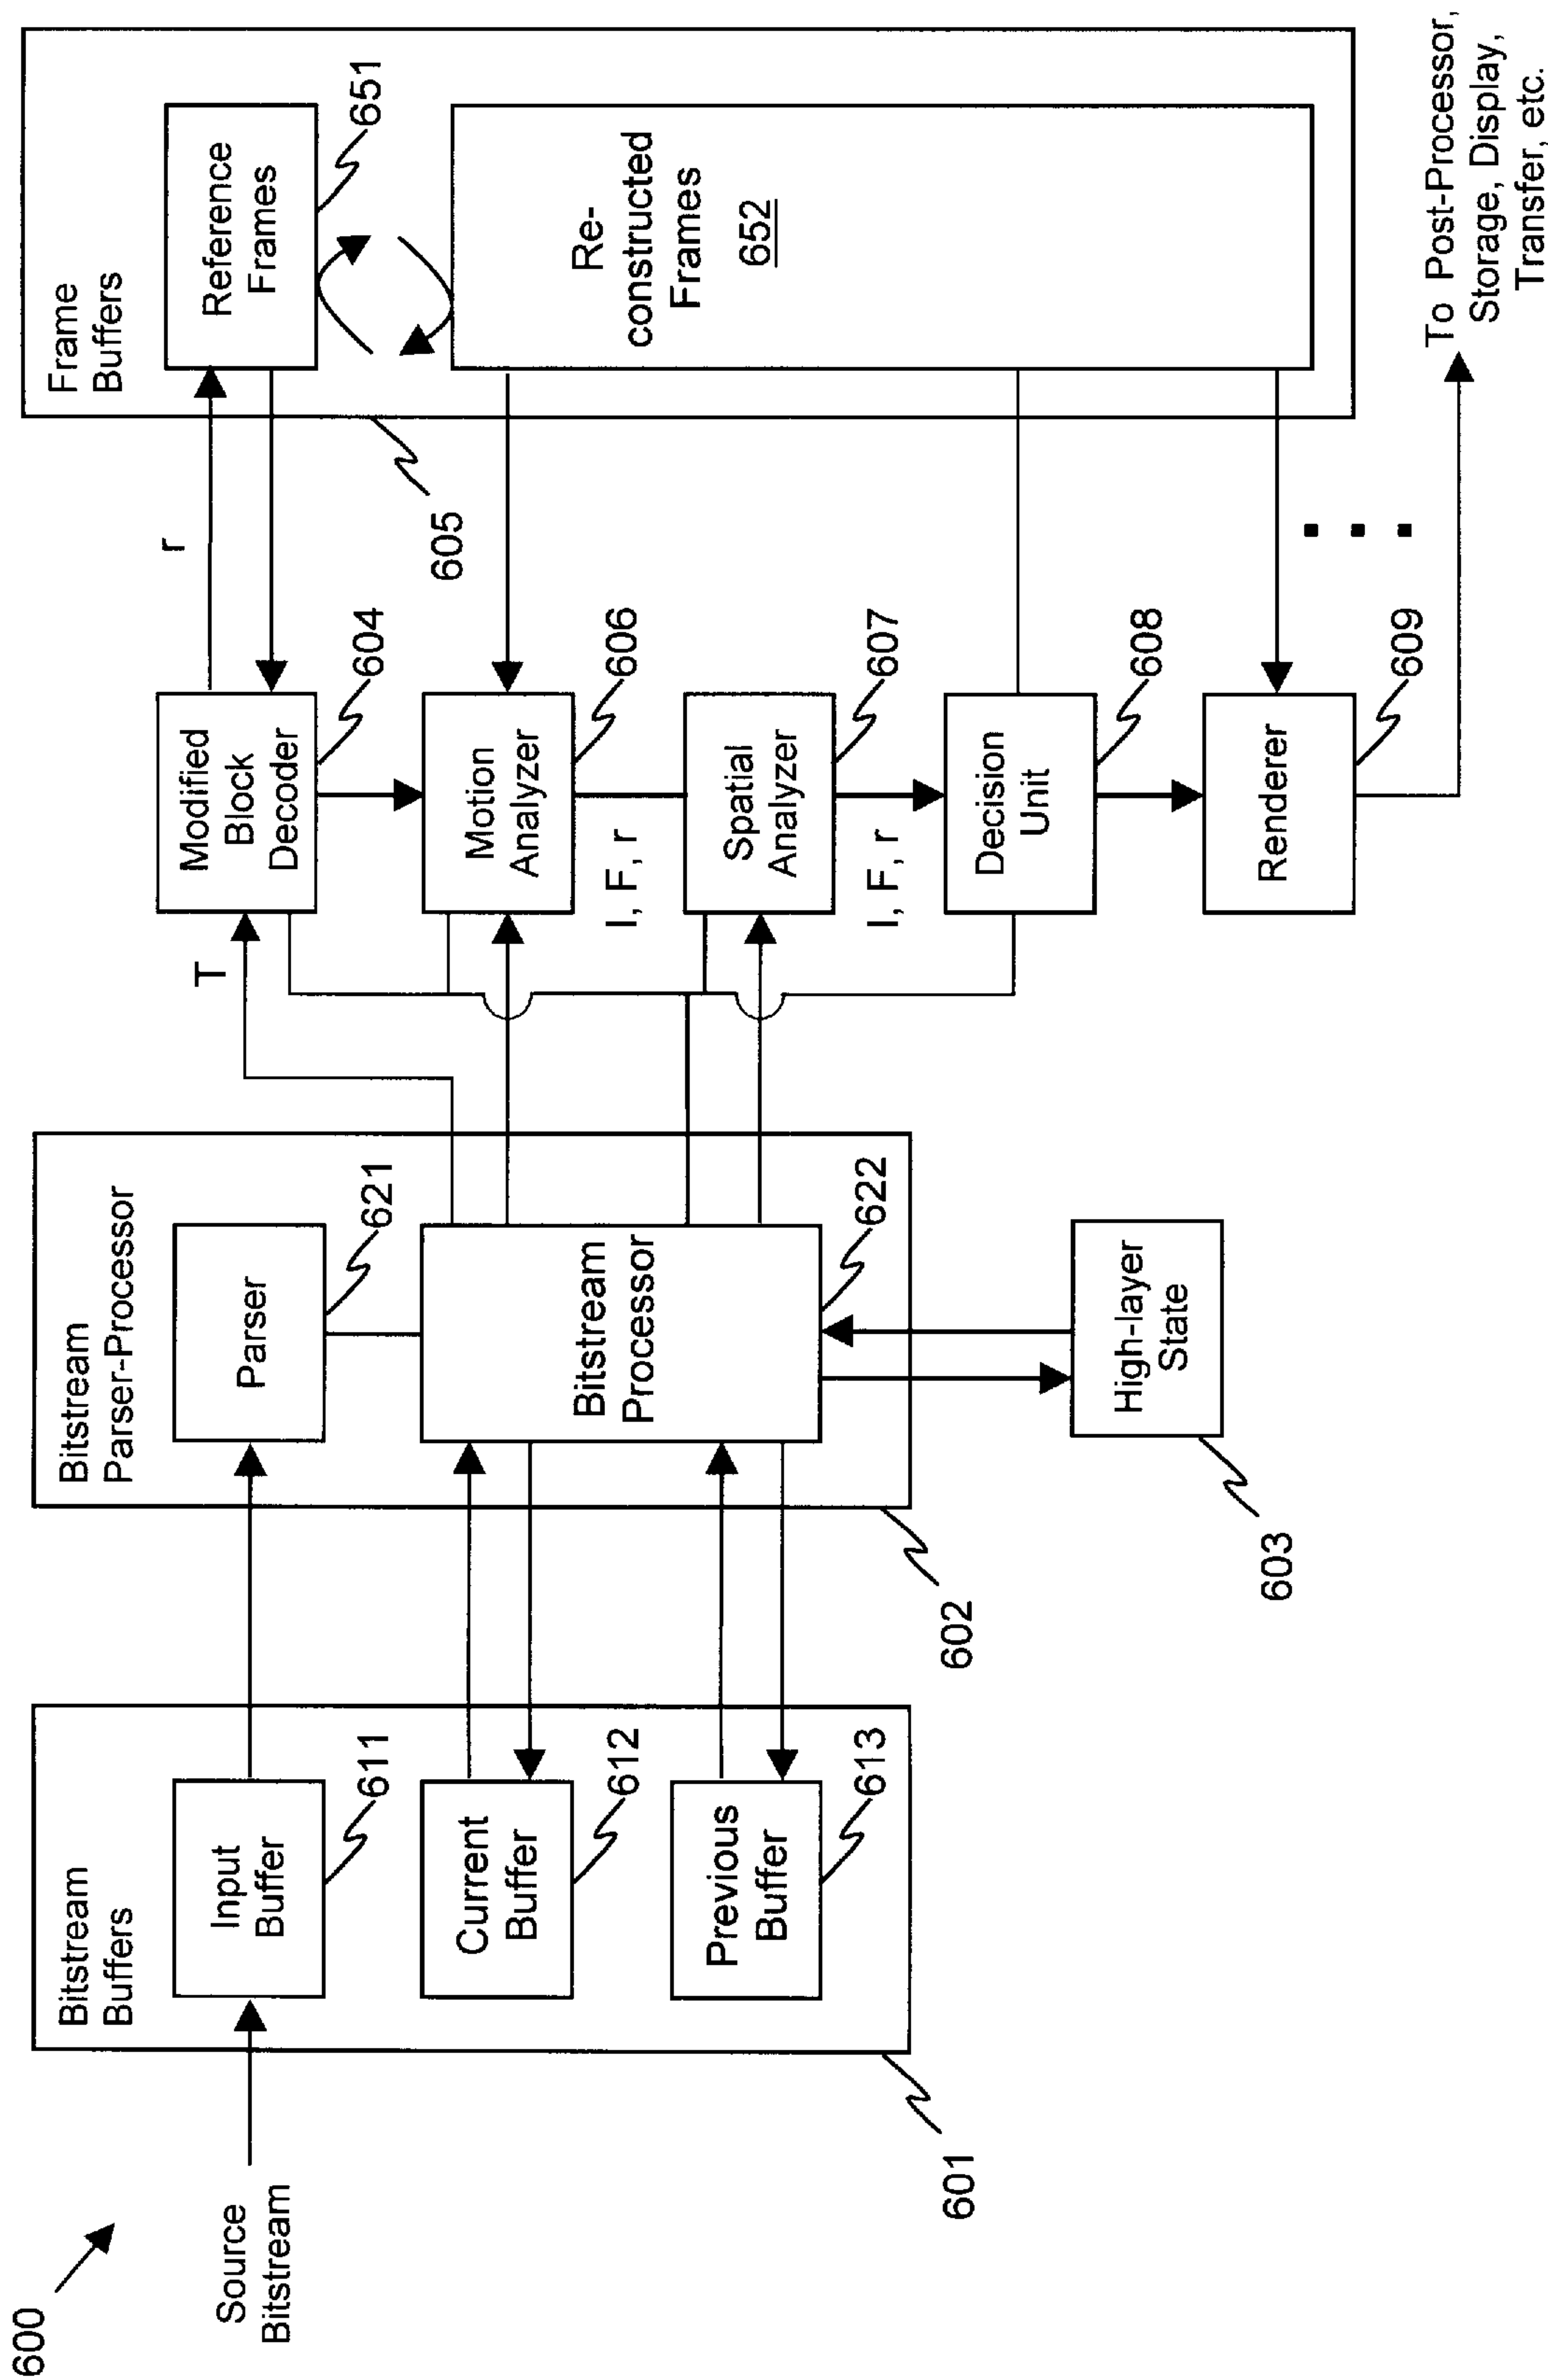 600
Source
Bitstream
Bitstream
Buffers
Input
Buffer
611
Current
Buffer
612
Previous
Buffer
613
601
Bitstream
Parser-Processor
Parser
621
Bitstream
Processor
622
602
High-layer
State
603
T
Modified
Block
Decoder
604
r
Motion
Analyzer
606
I, F, r
Spatial
Analyzer
607
I, F, r
Decision
Unit
608
Renderer
609
Frame
Buffers
Reference
Frames
651
Re-
constructed
Frames
652
605
To Post-Processor,
Storage, Display,
Transfer, etc.